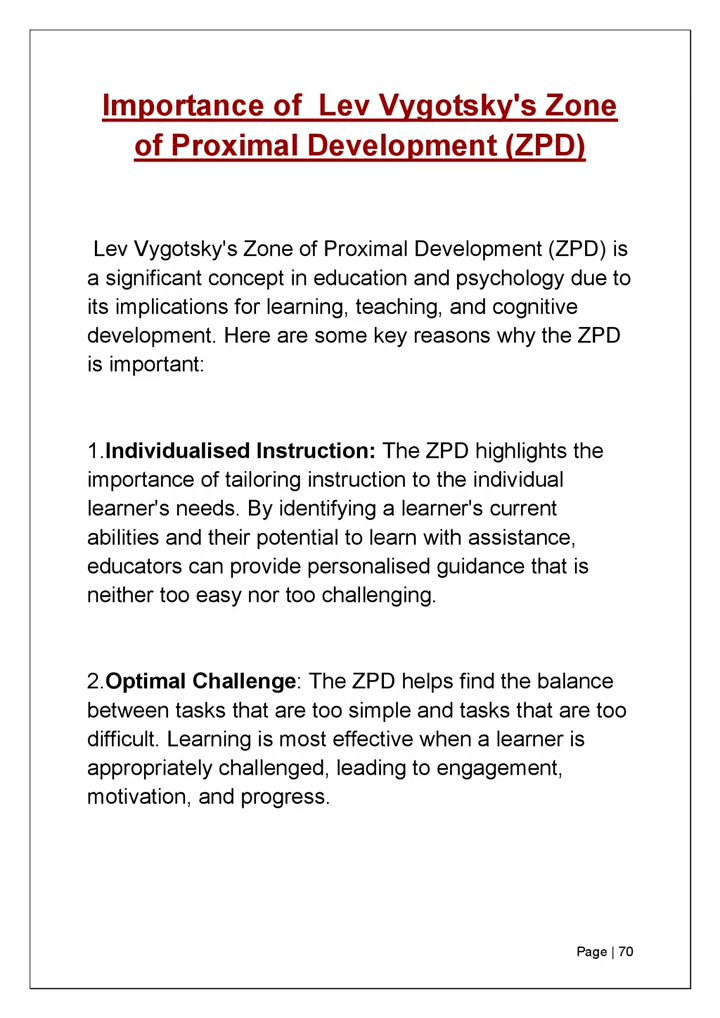 Importance of  Lev Vygotsky's Zone
of Proximal Development (ZPD)
Lev Vygotsky's Zone of Proximal Development (ZPD) is
a significant concept in education and psychology due to
its implications for learning, teaching, and cognitive
development. Here are some key reasons why the ZPD
is important:
1.Individualised Instruction: The ZPD highlights the
importance of tailoring instruction to the individual
learner's needs. By identifying a learner's current
abilities and their potential to learn with assistance,
educators can provide personalised guidance that is
neither too easy nor too challenging.
2.Optimal Challenge: The ZPD helps find the balance
between tasks that are too simple and tasks that are too
difficult. Learning is most effective when a learner is
appropriately challenged, leading to engagement,
motivation, and progress.
Page | 70